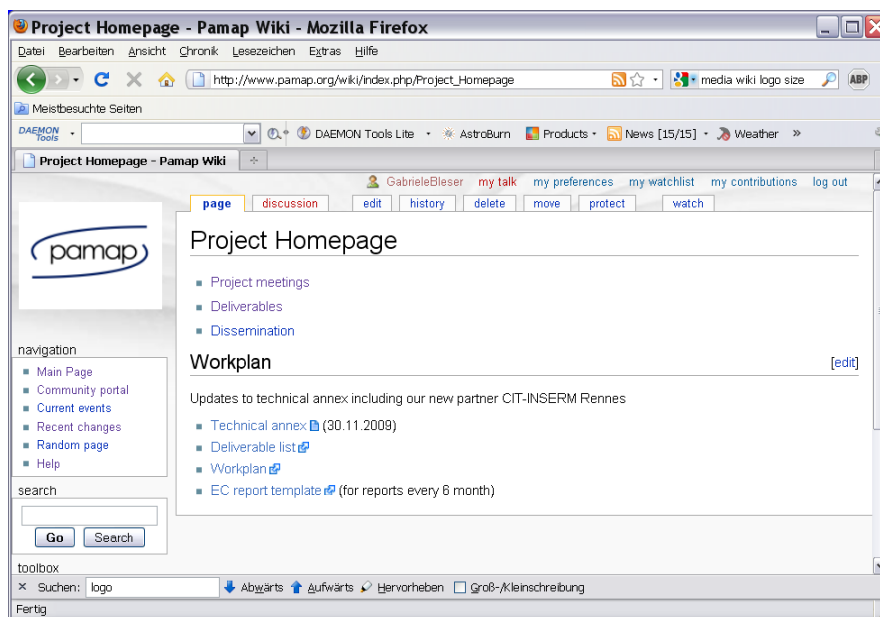 Project Homepage - Pamap Wiki - Mozilla Firefox
Datei Bearbeiten Ansicht Chronik Lesezeichen Extras Hilfe
http://www.pamap.org/wiki/index.php/Project_Homepage media wiki logo size ABP
Meistbesuchte Seiten
DAEMON Tools DAEMON Tools Lite AstroBurn Products News [15/15] Weather »
Project Homepage - Pamap Wiki
GabrieleBleser my talk my preferences my watchlist my contributions log out
page discussion edit history delete move protect watch
pamap
Project Homepage
Project meetings
Deliverables
Dissemination
Workplan [edit]
Updates to technical annex including our new partner CIT-INSERM Rennes
Technical annex (30.11.2009)
Deliverable list
Workplan
EC report template (for reports every 6 month)
navigation
Main Page
Community portal
Current events
Recent changes
Random page
Help
search
Go Search
toolbox
Suchen: logo Abwärts Aufwärts Hervorheben Groß-/Kleinschreibung
Fertig